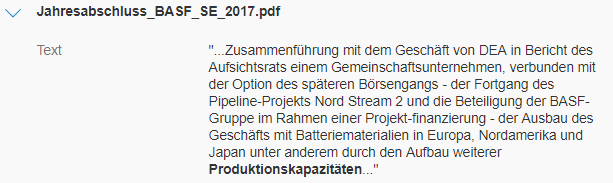 Jahresabschluss_BASF_SE_2017.pdf
Text
"...Zusammenführung mit dem Geschäft von DEA in Bericht des
Aufsichtsrats einem Gemeinschaftsunternehmen, verbunden mit
der Option des späteren Börsengangs - der Fortgang des
Pipeline-Projekts Nord Stream 2 und die Beteiligung der BASF-
Gruppe im Rahmen einer Projekt-finanzierung - der Ausbau des
Geschäfts mit Batteriematerialien in Europa, Nordamerika und
Japan unter anderem durch den Aufbau weiterer
Produktionskapazitäten..."